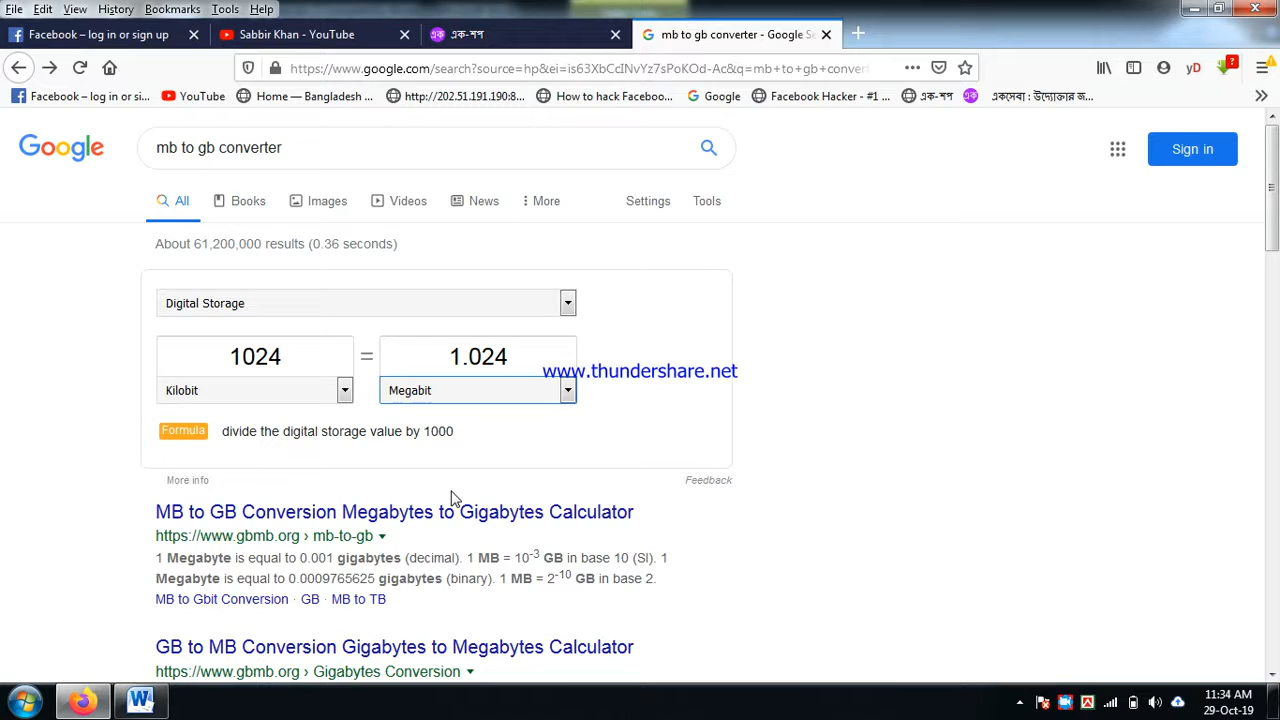 File Edit View History Bookmarks Tools Help
Facebook – log in or sign up
Sabbir Khan - YouTube
এক-শপ
mb to gb converter - Google Se
https://www.google.com/search?source=hp&ei=s63XbCcINvYz7sPoKOd-Ac&q=mb+to+gb+convert
yD
?
Facebook – log in or si... YouTube Home — Bangladesh ... http://202.51.191.190:8... How to hack Faceboo... Google Facebook Hacker - #1 ... এক-শপ একসেবা : উদ্যোক্তার জ...
Google
mb to gb converter
Sign in
All Books Images Videos News More Settings Tools
About 61,200,000 results (0.36 seconds)
Digital Storage
1024 = 1.024
www.thundershare.net
Kilobit Megabit
Formula divide the digital storage value by 1000
More info Feedback
MB to GB Conversion Megabytes to Gigabytes Calculator
https://www.gbmb.org › mb-to-gb
1 Megabyte is equal to 0.001 gigabytes (decimal). 1 MB = 10-3 GB in base 10 (SI). 1
Megabyte is equal to 0.0009765625 gigabytes (binary). 1 MB = 2-10 GB in base 2.
MB to Gbit Conversion · GB · MB to TB
GB to MB Conversion Gigabytes to Megabytes Calculator
https://www.gbmb.org › Gigabytes Conversion
11:34 AM
29-Oct-19